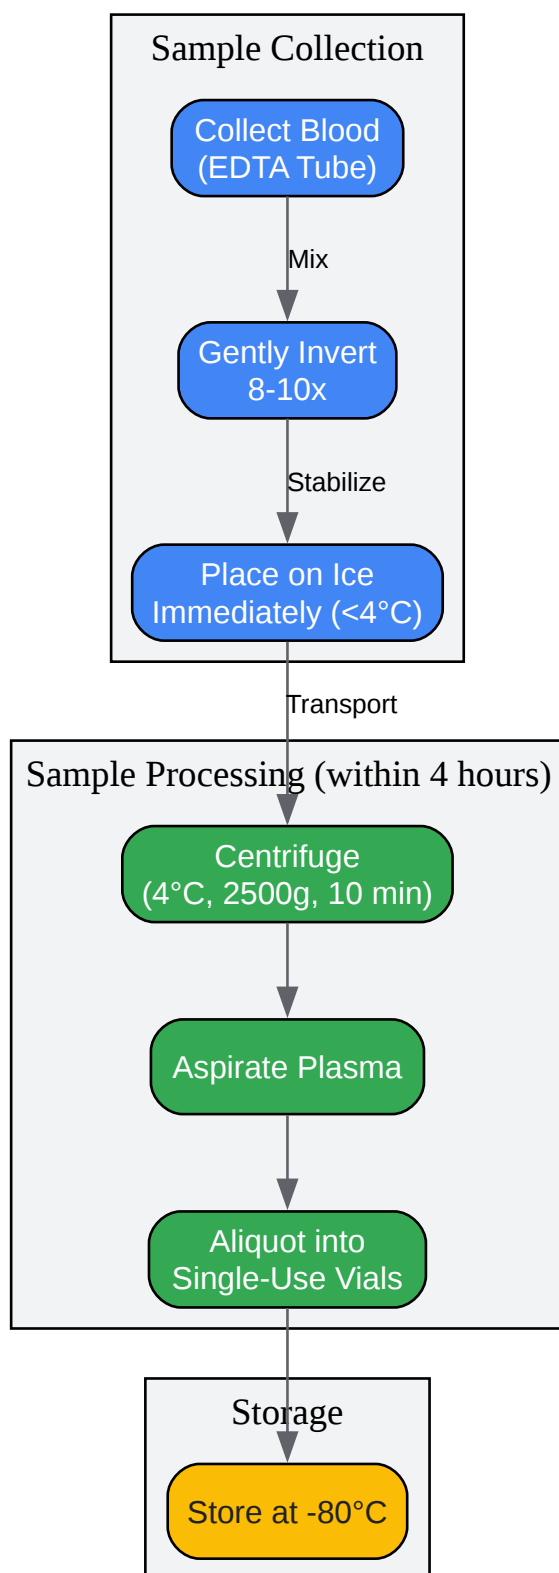 Sample Collection
Collect Blood
(EDTA Tube)
Mix
Gently Invert
8-10x
Stabilize
Place on Ice
Immediately (<4°C)
Transport
Sample Processing (within 4 hours)
Centrifuge
(4°C, 2500g, 10 min)
Aspirate Plasma
Aliquot into
Single-Use Vials
Storage
Store at -80°C